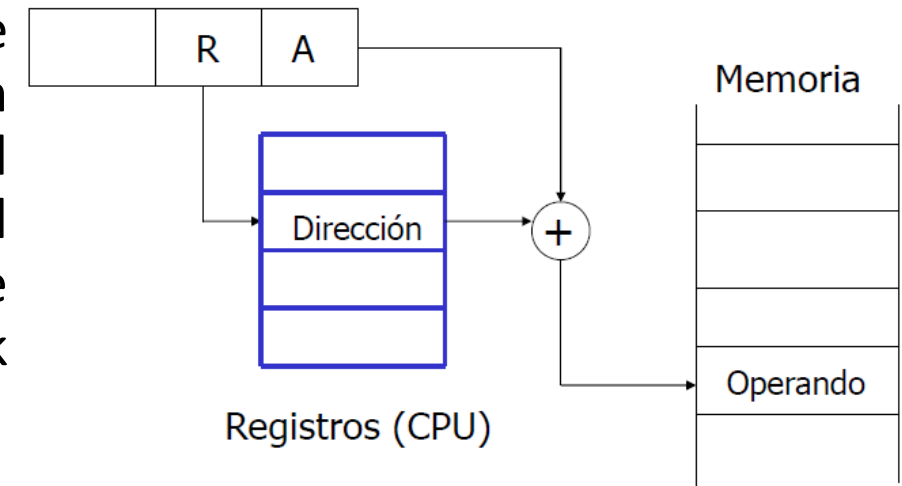 R A
Memoria
Dirección
+
Operando
Registros (CPU)